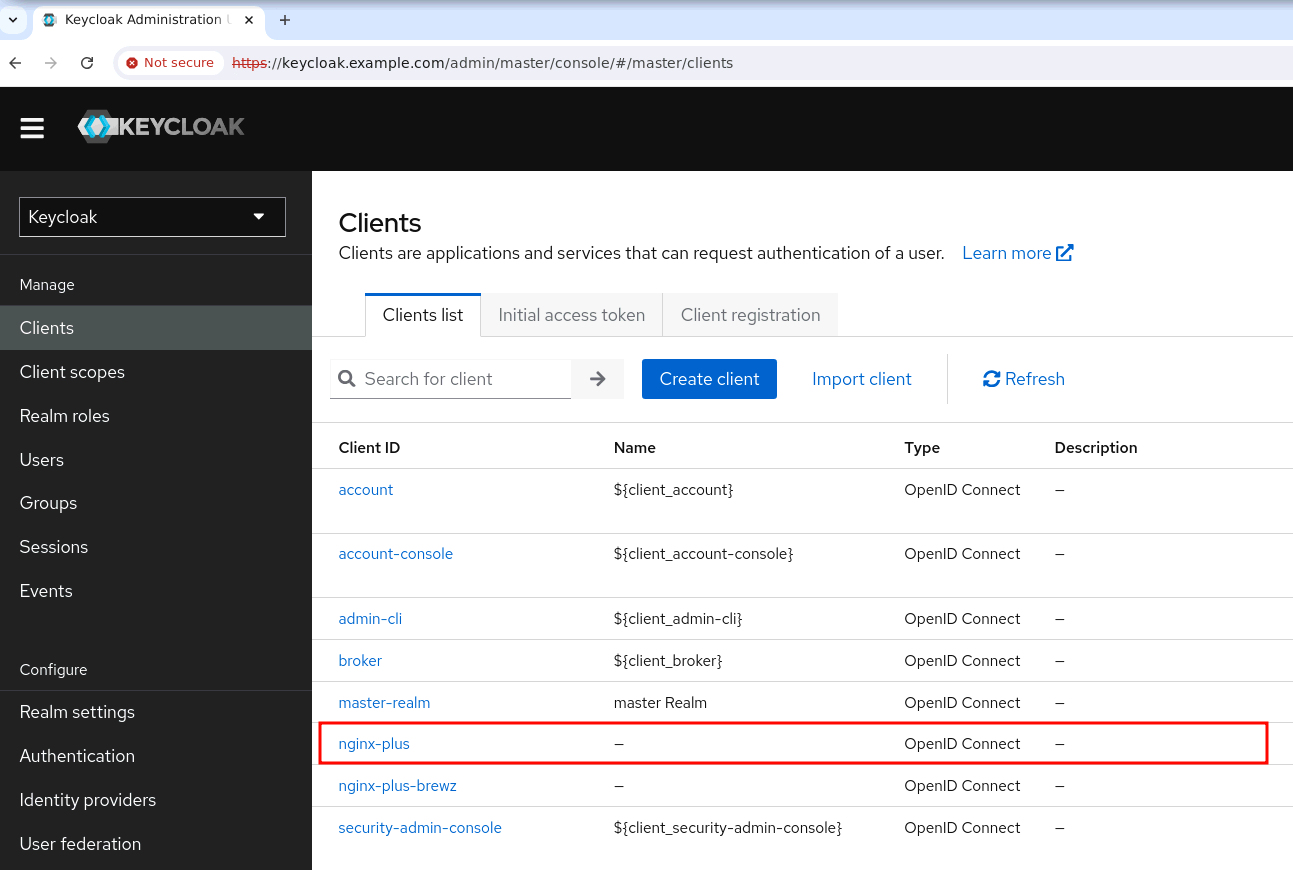 Keycloak Administration
Not secure https://keycloak.example.com/admin/master/console/#/master/clients
KEYCLOAK
Keycloak
Manage
Clients
Client scopes
Realm roles
Users
Groups
Sessions
Events
Configure
Realm settings
Authentication
Identity providers
User federation
Clients
Clients are applications and services that can request authentication of a user. Learn more
Clients list Initial access token Client registration
Search for client Create client Import client Refresh
Client ID Name Type Description
account ${client_account} OpenID Connect –
account-console ${client_account-console} OpenID Connect –
admin-cli ${client_admin-cli} OpenID Connect –
broker ${client_broker} OpenID Connect –
master-realm master Realm OpenID Connect –
nginx-plus – OpenID Connect –
nginx-plus-brewz – OpenID Connect –
security-admin-console ${client_security-admin-console} OpenID Connect –